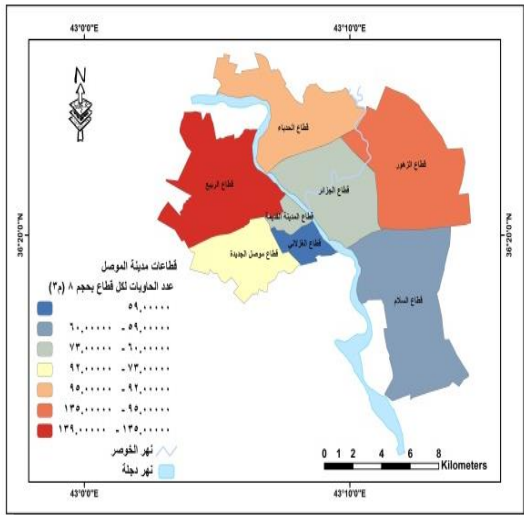 43°0'0"E
43°10'0"E
N
قطاع الحدباء
قطاع الزهور
قطاع الربيع
قطاع الجزائر
قطاع المدينة القديمة
قطاع الغزلاني
قطاع موصل الجديدة
قطاع السلام
36°20'0"N
36°20'0"N
قطاعات مدينة الموصل
عدد الحاويات لكل قطاع بحجم ٨ (م٣)
٥٩.٠٠٠٠٠
٥٩.٠٠٠٠٠ - ٦٠.٠٠٠٠٠
٦٠.٠٠٠٠٠ - ٧٣.٠٠٠٠٠
٧٣.٠٠٠٠٠ - ٩٢.٠٠٠٠٠
٩٢.٠٠٠٠٠ - ٩٥.٠٠٠٠٠
٩٥.٠٠٠٠٠ - ١٣٥.٠٠٠٠٠
١٣٥.٠٠٠٠٠ - ١٣٩.٠٠٠٠٠
نهر الخوصر
نهر دجلة
0 1 2 4 6 8
Kilometers
43°0'0"E
43°10'0"E